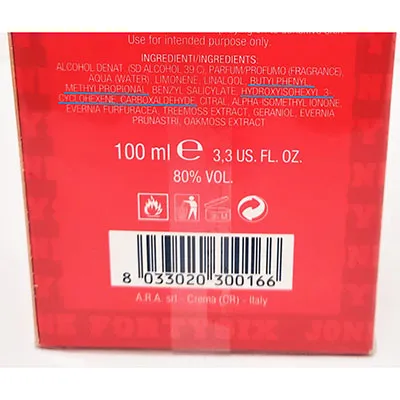 Use for intended purpose only.
INGREDIENTI/INGREDIENTS:
ALCOHOL DENAT. (SD ALCOHOL 39 C), PARFUM/PROFUMO (FRAGRANCE),
AQUA (WATER), LIMONENE, LINALOOL, BUTYLPHENYL
METHYLPROPIONAL, BENZYL SALICYLATE, HYDROXYISOHEXYL 3-
CYCLOHEXENE CARBOXALDEHYDE, CITRAL, ALPHA-ISOMETHYL IONONE,
EVERNIA FURFURACEA, TREEMOSS EXTRACT, GERANIOL, EVERNIA
PRUNASTRI, OAKMOSS EXTRACT
100 ml e 3,3 US. FL. OZ.
80% VOL.
8 033020 300166
A.R.A. srl - Crema (CR) - Italy